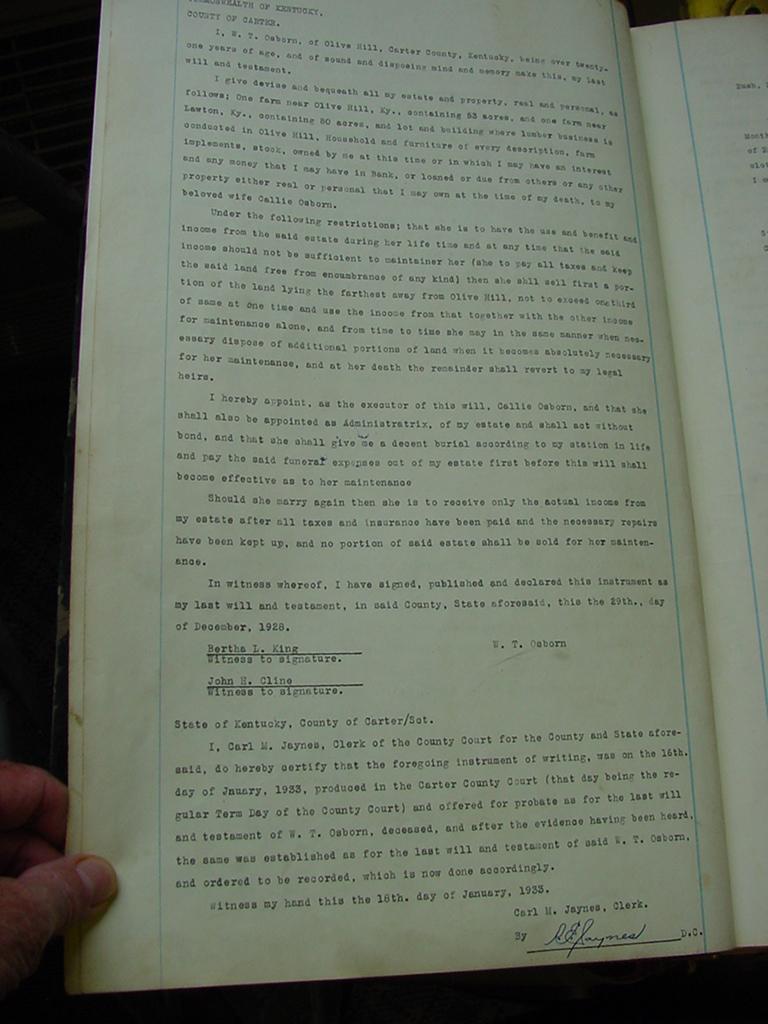 COMMONWEALTH OF KENTUCKY,
COUNTY OF CARTER.
I, W. T. Osborn, of Olive Hill, Carter County, Kentucky, being over twenty-
one years of age, and of sound and disposing mind and memory make this, my last
will and testament.
I give devise and bequeath all my estate and property, real and personal, as
follows; One farm near Olive Hill, Ky., containing 53 acres, and one farm near
Lawton, Ky., containing 80 acres, and lot and building where lumber business is
conducted in Olive Hill, Household and furniture of every description, farm
implements, stock, owned by me at this time or in which I may have an interest
and any money that I may have in Bank, or loaned or due from others or any other
property either real or personal that I may own at the time of my death, to my
beloved wife Callie Osborn.
Under the following restrictions; that she is to have the use and benefit and
income from the said estate during her life time and at any time that the said
income should not be sufficient to maintainer her (she to pay all taxes and keep
the said land free from encumbrance of any kind) then she shll sell first a por-
tion of the land lying the farthest away from Olive Hill, not to exceed onethird
of same at one time and use the income from that together with the other income
for maintenance alone, and from time to time she may in the same manner when nec-
essary dispose of additional portions of land when it becomes absolutely necessary
for her maintenance, and at her death the remainder shall revert to my legal
heirs.
I hereby appoint, as the executor of this will, Callie Osborn, and that she
shall also be appointed as Administratrix, of my estate and shall act without
bond, and that she shall give me a decent burial according to my station in life
and pay the said funeral expenses out of my estate first before this will shall
become effective as to her maintenance
Should she marry again then she is to receive only the actual income from
my estate after all taxes and insurance have been paid and the necessary repairs
have been kept up, and no portion of said estate shall be sold for her mainten-
ance.
In witness whereof, I have signed, published and declared this instrument as
my last will and testament, in said County, State aforesaid, this the 29th., day
of December, 1928.
Bertha L. King W. T. Osborn
Witness to signature.
John H. Cline
Witness to signature.
State of Kentucky, County of Carter/Sct.
I, Carl M. Jaynes, Clerk of the County Court for the County and State afore-
said, do hereby certify that the foregoing instrument of writing, was on the 16th.
day of Jnuary, 1933, produced in the Carter County Court (that day being the re-
gular Term Day of the County Court) and offered for probate as for the last will
and testament of W. T. Osborn, deceased, and after the evidence having been heard,
the same was established as for the last will and testament of said W. T. Osborn,
and ordered to be recorded, which is now done accordingly.
Witness my hand this the 18th. day of January, 1933.
Carl M. Jaynes, Clerk.
By Jaynes D.C.